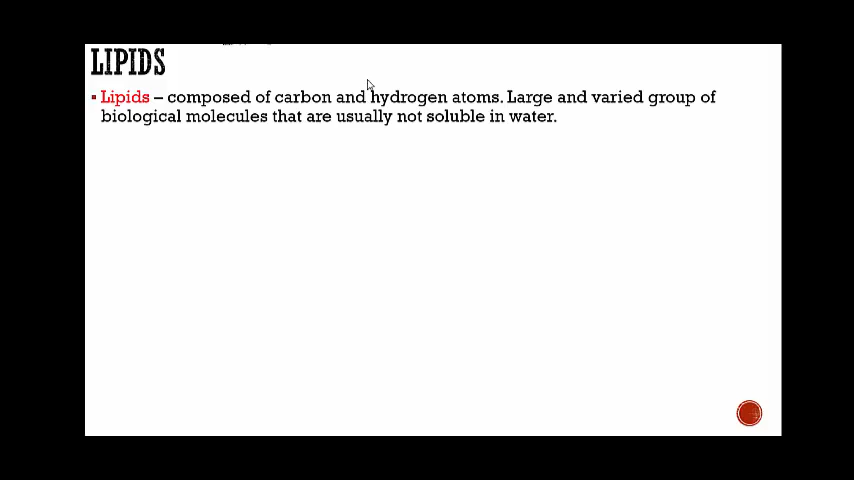 LIPIDS
▪ Lipids – composed of carbon and hydrogen atoms. Large and varied group of
biological molecules that are usually not soluble in water.